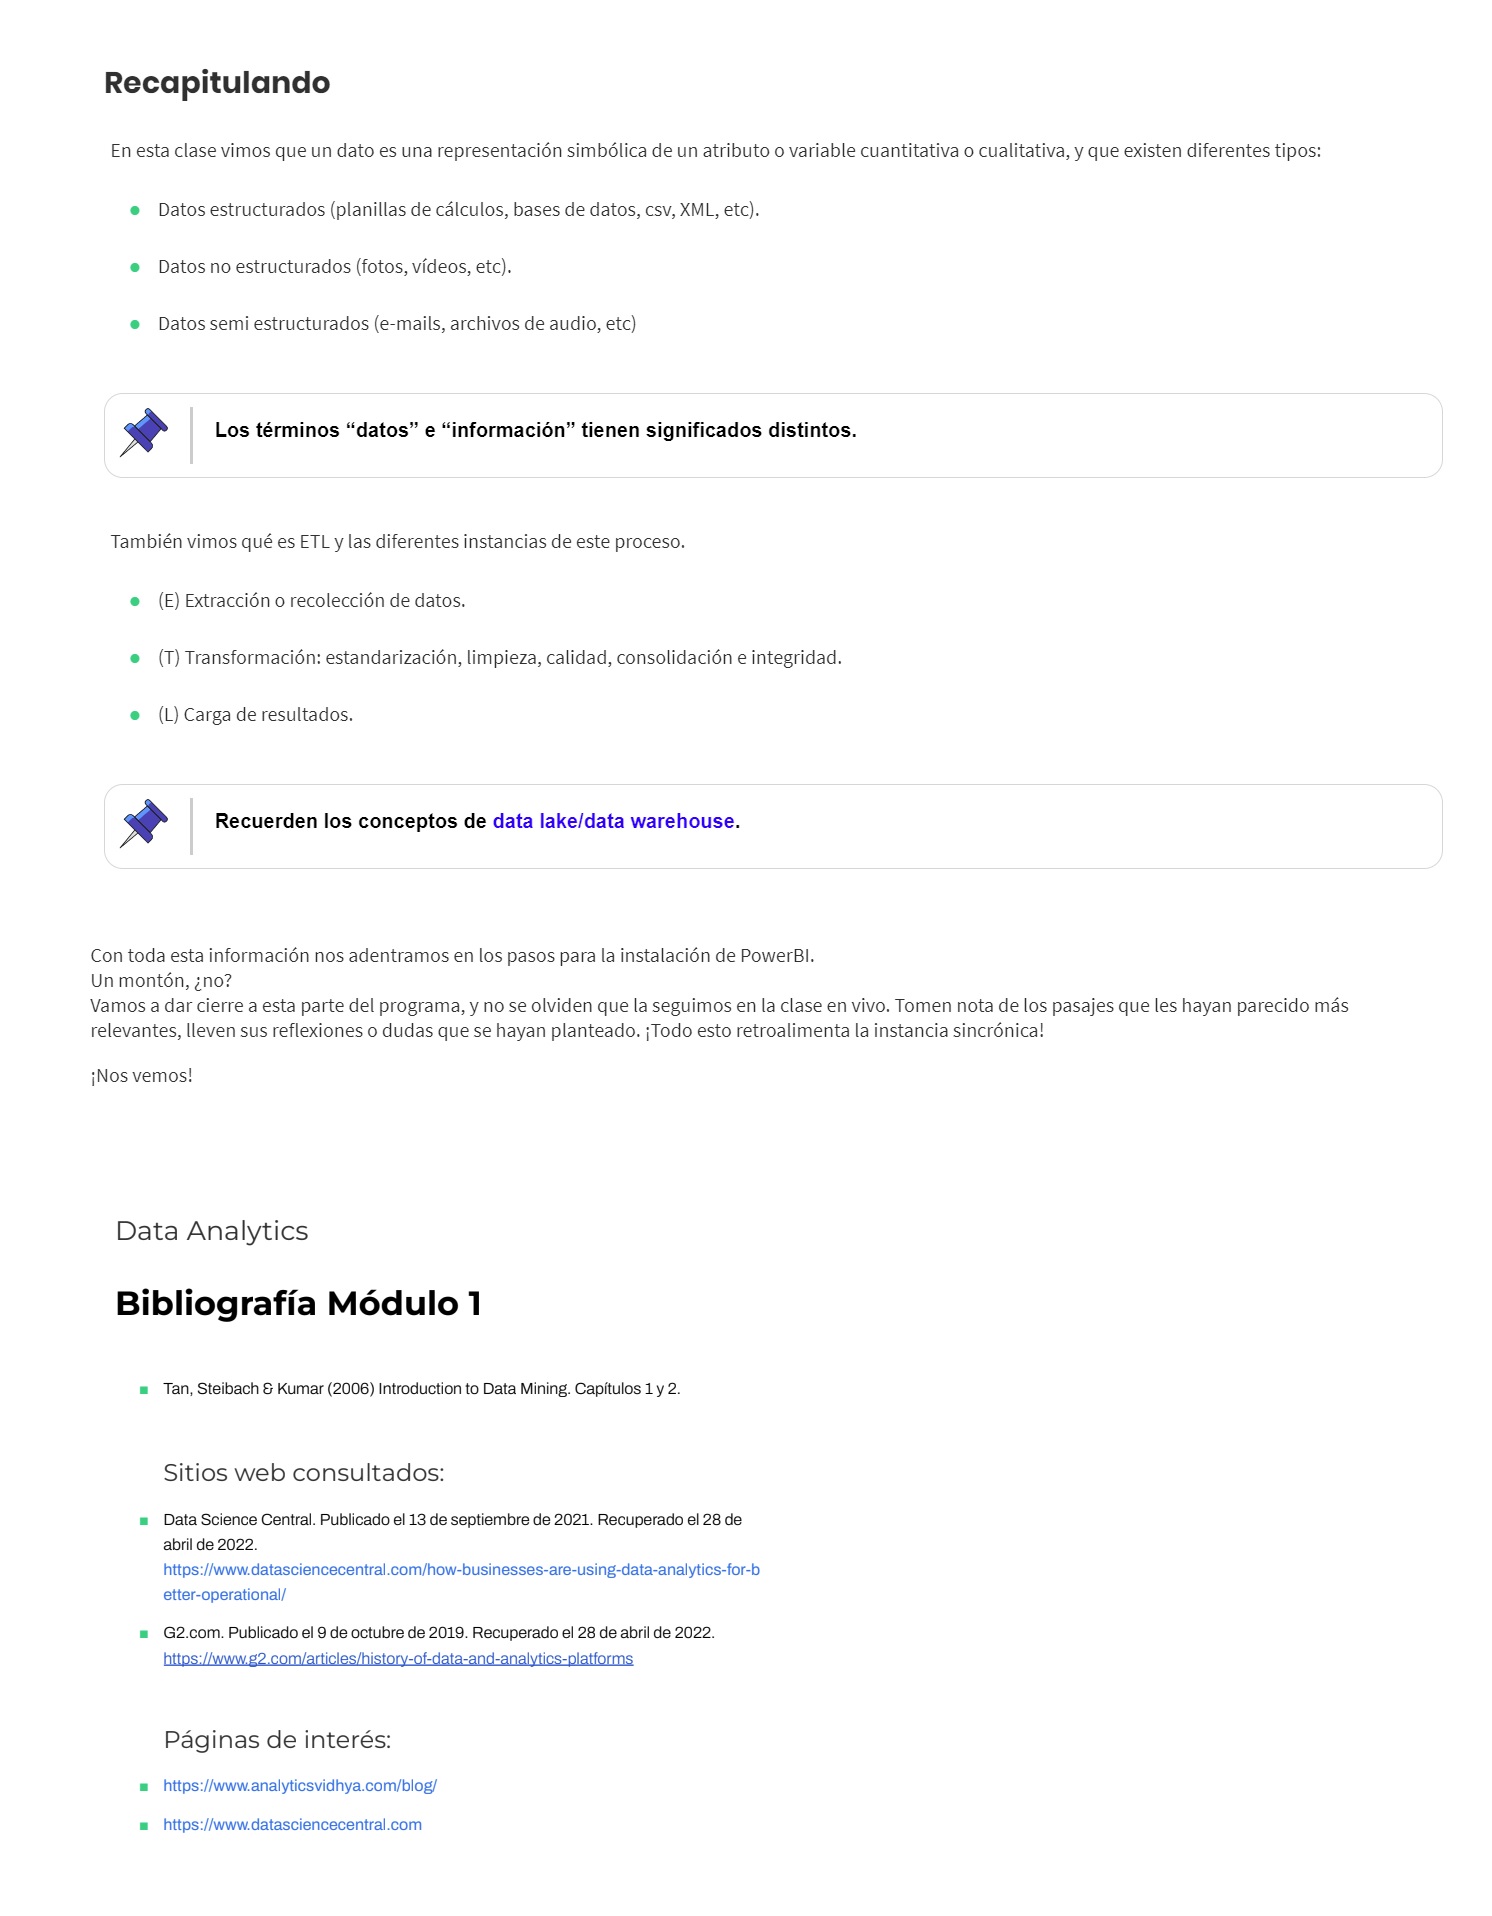 Recapitulando
En esta clase vimos que un dato es una representación simbólica de un atributo o variable cuantitativa o cualitativa, y que existen diferentes tipos:
Datos estructurados (planillas de cálculos, bases de datos, csv, XML, etc).
Datos no estructurados (fotos, vídeos, etc).
Datos semi estructurados (e-mails, archivos de audio, etc)
Los términos “datos” e “información” tienen significados distintos.
También vimos qué es ETL y las diferentes instancias de este proceso.
(E) Extracción o recolección de datos.
(T) Transformación: estandarización, limpieza, calidad, consolidación e integridad.
(L) Carga de resultados.
Recuerden los conceptos de data lake/data warehouse.
Con toda esta información nos adentramos en los pasos para la instalación de PowerBI.
Un montón, ¿no?
Vamos a dar cierre a esta parte del programa, y no se olviden que la seguimos en la clase en vivo. Tomen nota de los pasajes que les hayan parecido más
relevantes, lleven sus reflexiones o dudas que se hayan planteado. ¡Todo esto retroalimenta la instancia sincrónica!
¡Nos vemos!
Data Analytics
Bibliografía Módulo 1
Tan, Steibach & Kumar (2006) Introduction to Data Mining. Capítulos 1 y 2.
Sitios web consultados:
Data Science Central. Publicado el 13 de septiembre de 2021. Recuperado el 28 de
abril de 2022.
https://www.datasciencecentral.com/how-businesses-are-using-data-analytics-for-b
etter-operational/
G2.com. Publicado el 9 de octubre de 2019. Recuperado el 28 de abril de 2022.
https://www.g2.com/articles/history-of-data-and-analytics-platforms
Páginas de interés:
https://www.analyticsvidhya.com/blog/
https://www.datasciencecentral.com